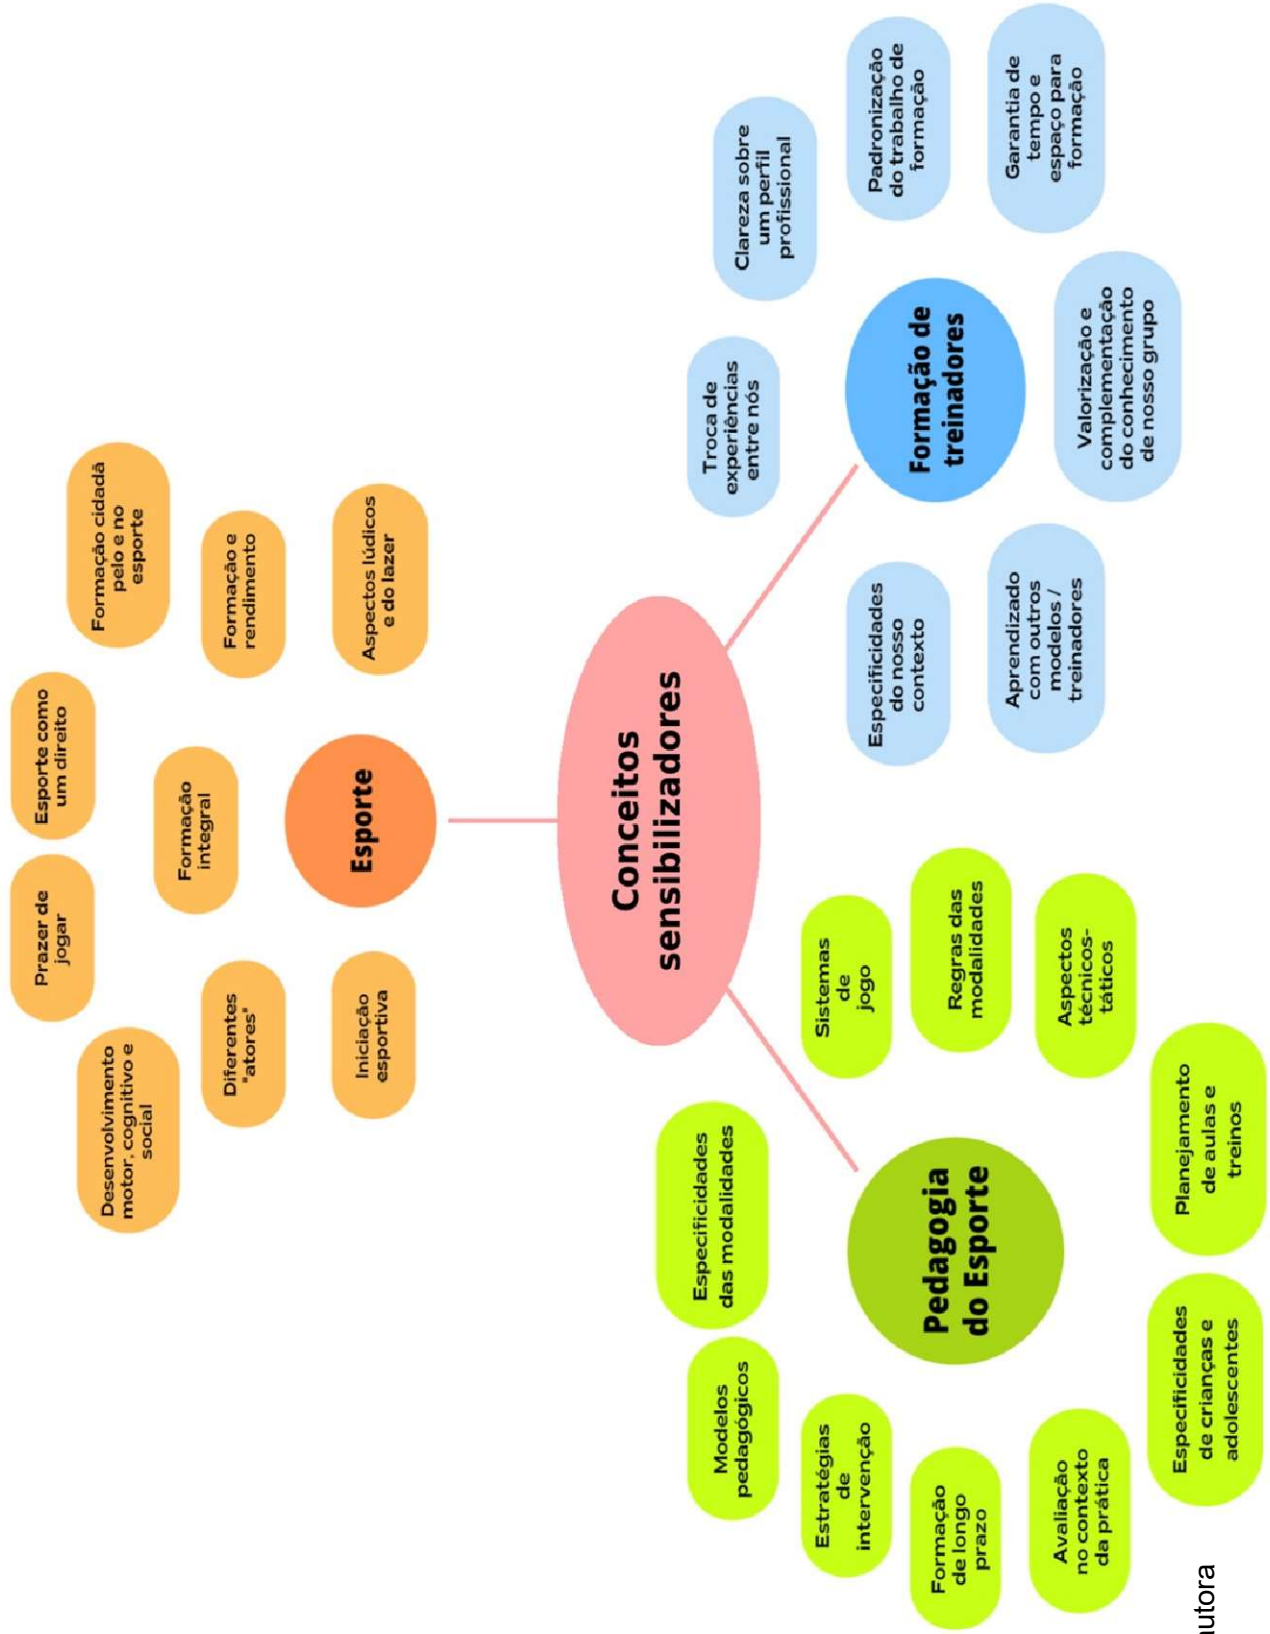 Desenvolvimento
motor, cognitivo e
social
Prazer de
jogar
Esporte como
um direito
Formação cidadã
pelo e no
esporte
Diferentes
"atores"
Formação
integral
Formação e
rendimento
Iniciação
esportiva
Esporte
Aspectos lúdicos
e do lazer
Conceitos
sensibilizadores
Modelos
pedagógicos
Especificidades
das modalidades
Estratégias
de
intervenção
Sistemas
de
jogo
Formação
de longo
prazo
Pedagogia
do Esporte
Regras das
modalidades
Avaliação
no contexto
da prática
Aspectos
técnicos-
táticos
Especificidades
de crianças e
adolescentes
Planejamento
de aulas e
treinos
Troca de
experiências
entre nós
Clareza sobre
um perfil
profissional
Especificidades
do nosso
contexto
Formação de
treinadores
Padronização
do trabalho de
formação
Aprendizado
com outros
modelos /
treinadores
Valorização e
complementação
do conhecimento
de nosso grupo
Garantia de
tempo e
espaço para
formação